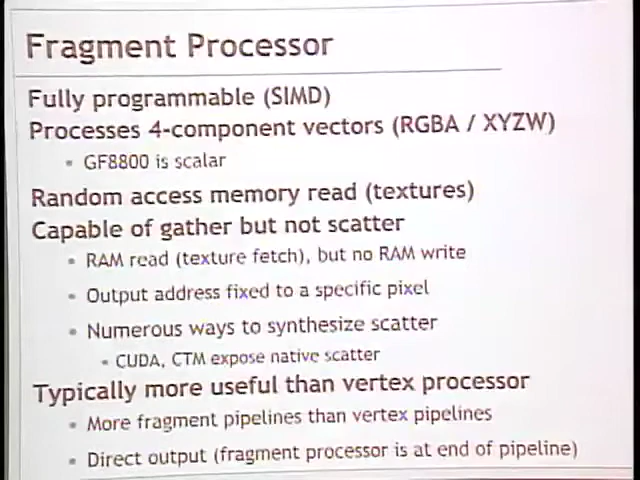 Fragment Processor
Fully programmable (SIMD)
Processes 4-component vectors (RGBA / XYZW)
GF8800 is scalar
Random access memory read (textures)
Capable of gather but not scatter
RAM read (texture fetch), but no RAM write
Output address fixed to a specific pixel
Numerous ways to synthesize scatter
CUDA, CTM expose native scatter
Typically more useful than vertex processor
More fragment pipelines than vertex pipelines
Direct output (fragment processor is at end of pipeline)